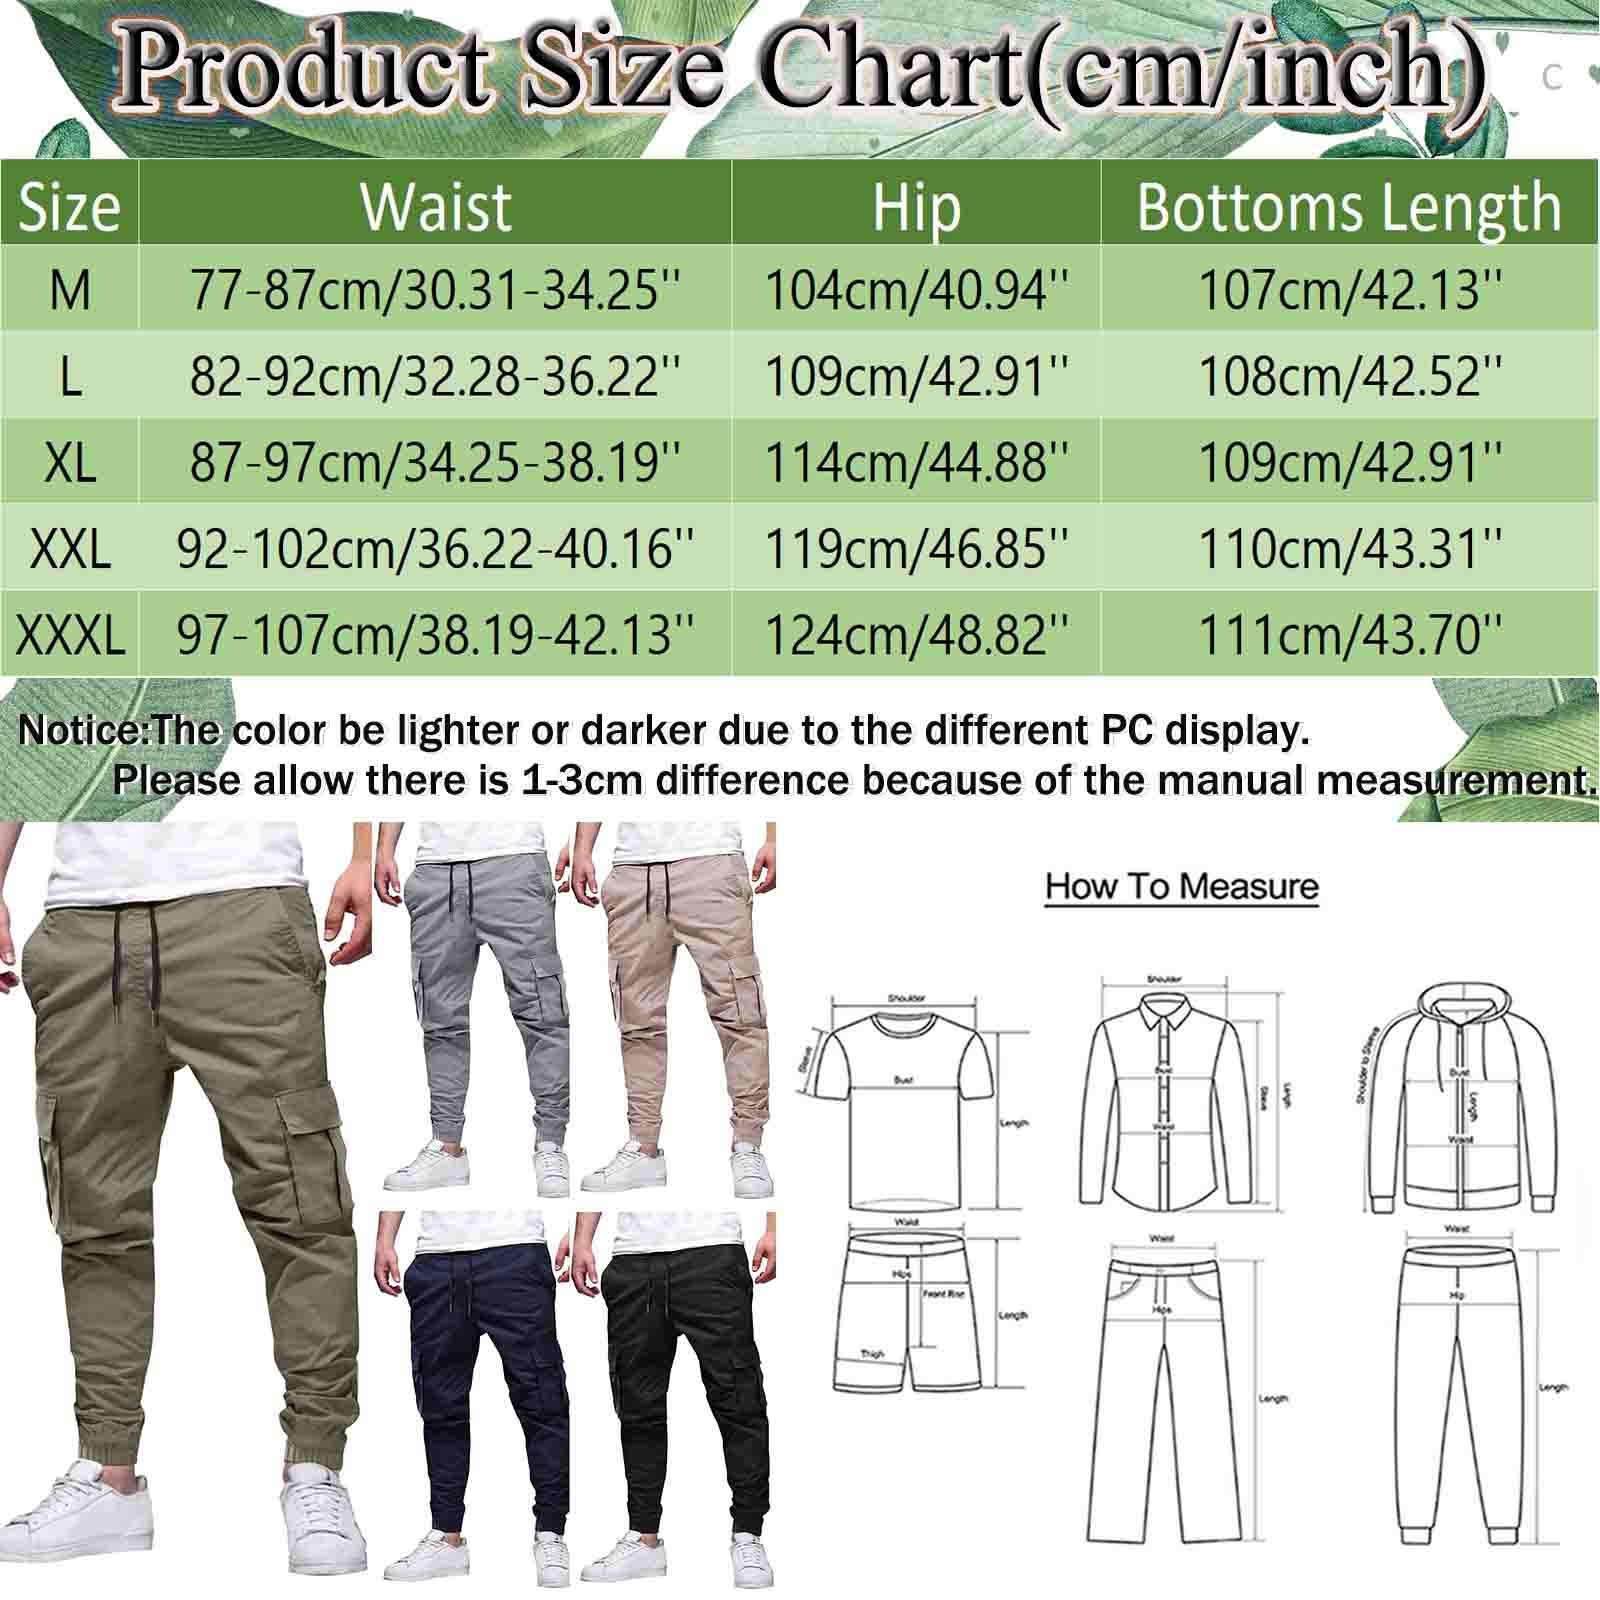 Product Size Chart(cm/inch)
C
Size Waist Hip Bottoms Length
M 77-87cm/30.31-34.25'' 104cm/40.94'' 107cm/42.13''
L 82-92cm/32.28-36.22'' 109cm/42.91'' 108cm/42.52''
XL 87-97cm/34.25-38.19'' 114cm/44.88'' 109cm/42.91''
XXL 92-102cm/36.22-40.16'' 119cm/46.85'' 110cm/43.31''
XXXL 97-107cm/38.19-42.13'' 124cm/48.82'' 111cm/43.70''
Notice:The color be lighter or darker due to the different PC display.
Please allow there is 1-3cm difference because of the manual measurement.
How To Measure
Shoulder
Sleeve
Bust
Length
Shoulder
Bust
Waist
Sleeve
Length
Shoulder to Sleeve
Bust
Length
Waist
Waist
Hips
Front Rise
Length
Thigh
Waist
Hips
Length
Waist
Hip
Length